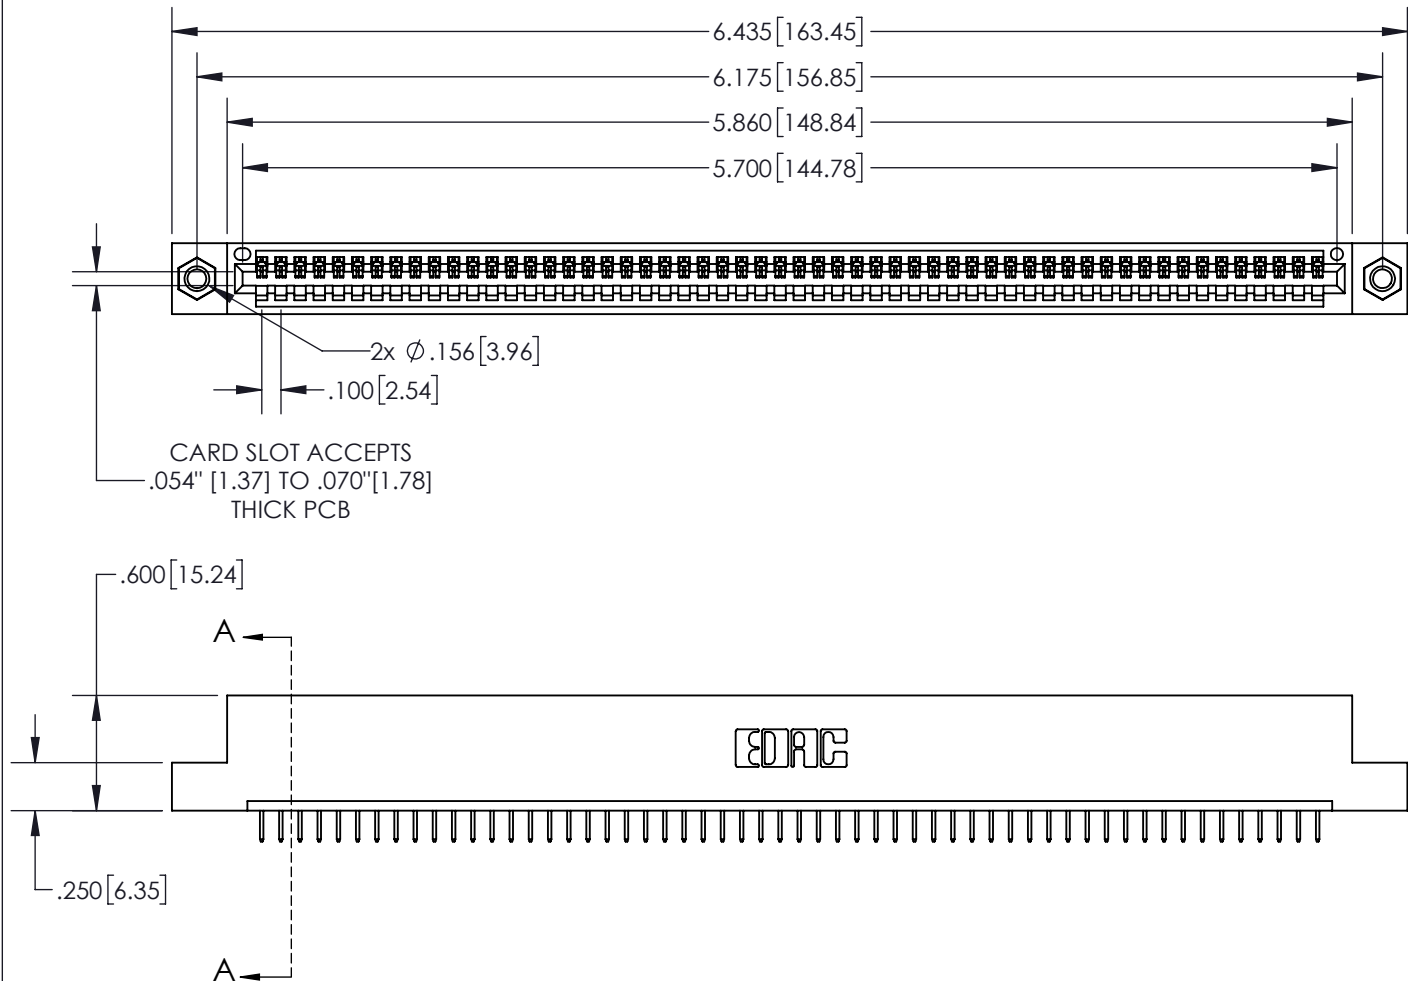 6.435[163.45]
6.175[156.85]
5.860[148.84]
5.700[144.78]
2x Ø.156[3.96]
.100[2.54]
CARD SLOT ACCEPTS
.054" [1.37] TO .070"[1.78]
THICK PCB
.600[15.24]
A
EDAC
.250[6.35]
A